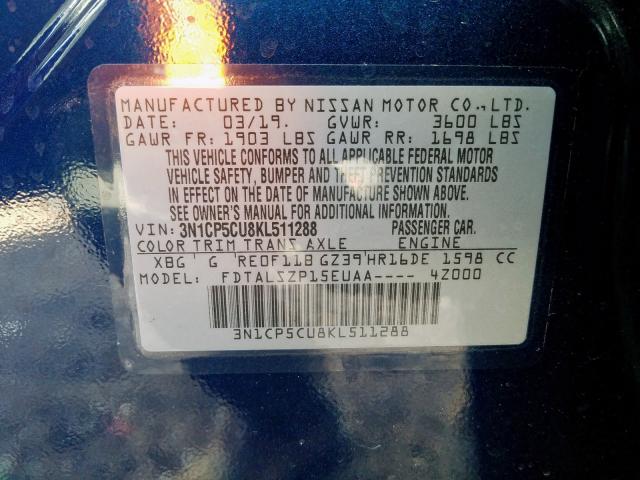 MANUFACTURED BY NISSAN MOTOR CO., LTD.
DATE: 03/19. GVWR: 3600 LBS
GAWR FR: 1903 LBS GAWR RR: 1698 LBS
THIS VEHICLE CONFORMS TO ALL APPLICABLE FEDERAL MOTOR
VEHICLE SAFETY, BUMPER AND THEFT PREVENTION STANDARDS
IN EFFECT ON THE DATE OF MANUFACTURE SHOWN ABOVE.
SEE OWNER'S MANUAL FOR ADDITIONAL INFORMATION.
VIN: 3N1CP5CU8KL511288 PASSENGER CAR.
COLOR TRIM TRANS AXLE ENGINE
XBG G RE0F11B GZ39 HR16DE 1598 CC
MODEL: FDTALSZP15EUAA---- 4Z000
3N1CP5CU8KL511288